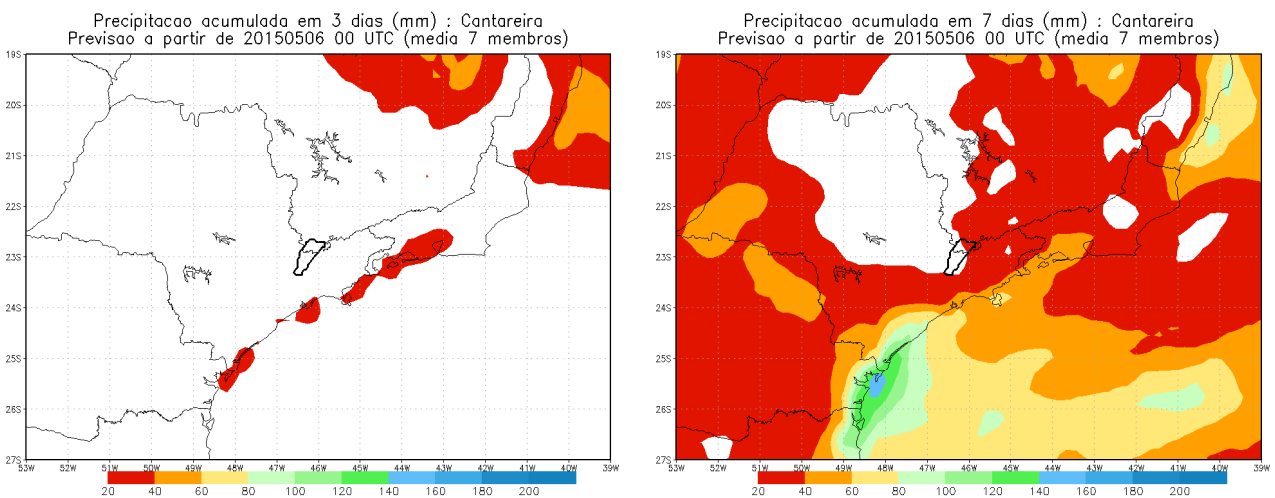 Precipitacao acumulada em 3 dias (mm) : Cantareira
Previsao a partir de 20150506 00 UTC (media 7 membros)
19S
20S
21S
22S
23S
24S
25S
26S
27S
53W 52W 51W 50W 49W 48W 47W 46W 45W 44W 43W 42W 41W 40W 39W
20 40 60 80 100 120 140 160 180 200
Precipitacao acumulada em 7 dias (mm) : Cantareira
Previsao a partir de 20150506 00 UTC (media 7 membros)
19S
20S
21S
22S
23S
24S
25S
26S
27S
53W 52W 51W 50W 49W 48W 47W 46W 45W 44W 43W 42W 41W 40W 39W
20 40 60 80 100 120 140 160 180 200